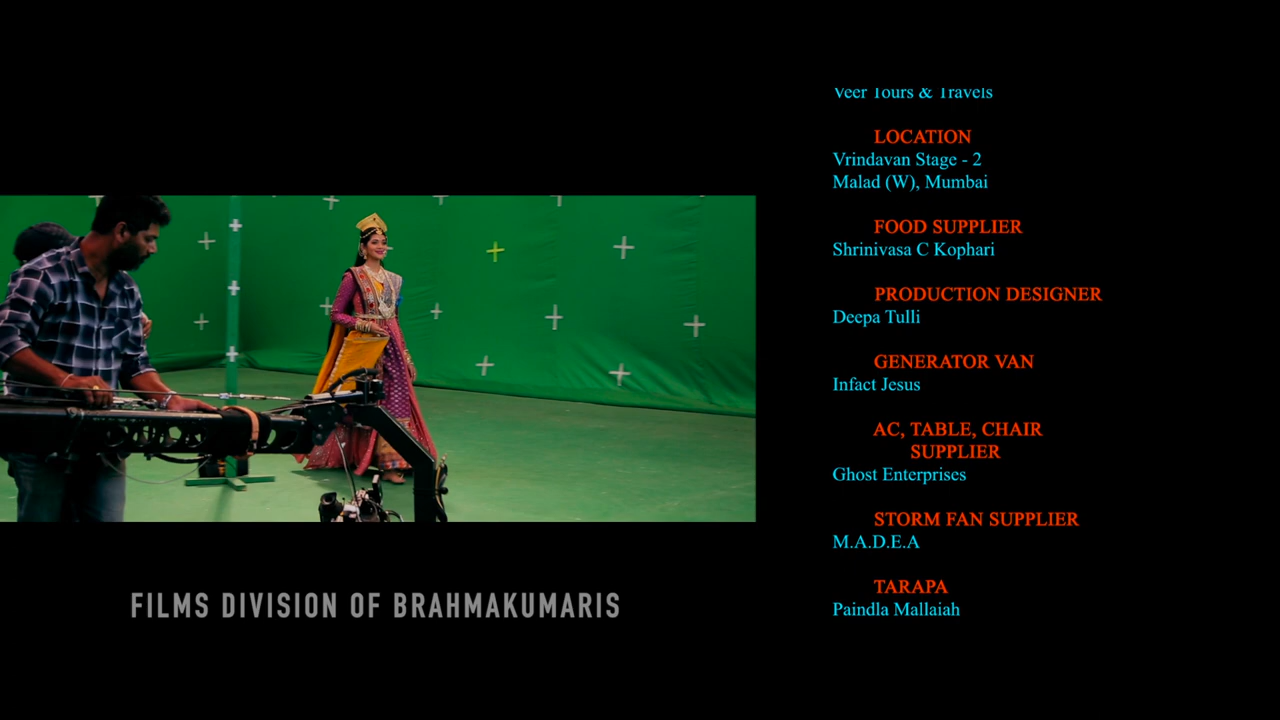 Veer Tours & Travels
LOCATION
Vrindavan Stage - 2
Malad (W), Mumbai
FOOD SUPPLIER
Shrinivasa C Kophari
PRODUCTION DESIGNER
Deepa Tulli
GENERATOR VAN
Infact Jesus
AC, TABLE, CHAIR
SUPPLIER
Ghost Enterprises
STORM FAN SUPPLIER
M.A.D.E.A
TARAPA
Paindla Mallaiah
FILMS DIVISION OF BRAHMAKUMARIS